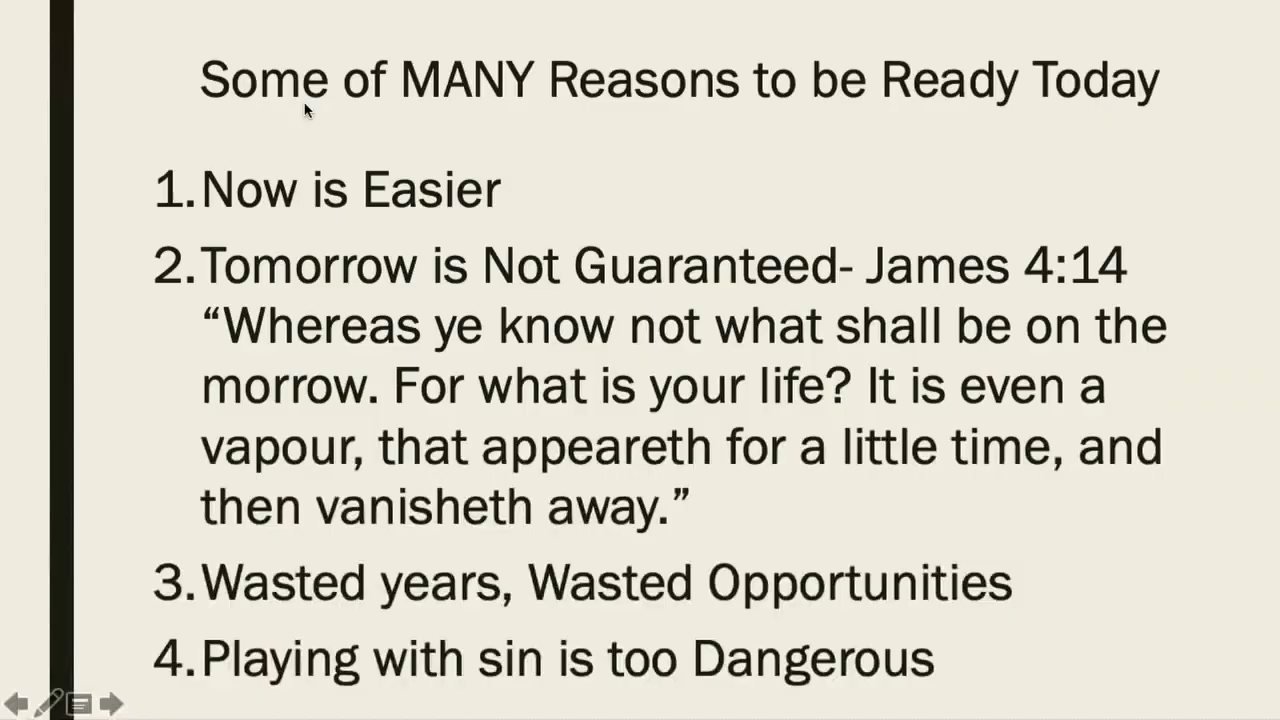 Some of MANY Reasons to be Ready Today
1. Now is Easier
2. Tomorrow is Not Guaranteed- James 4:14
“Whereas ye know not what shall be on the
morrow. For what is your life? It is even a
vapour, that appeareth for a little time, and
then vanisheth away.”
3. Wasted years, Wasted Opportunities
4. Playing with sin is too Dangerous